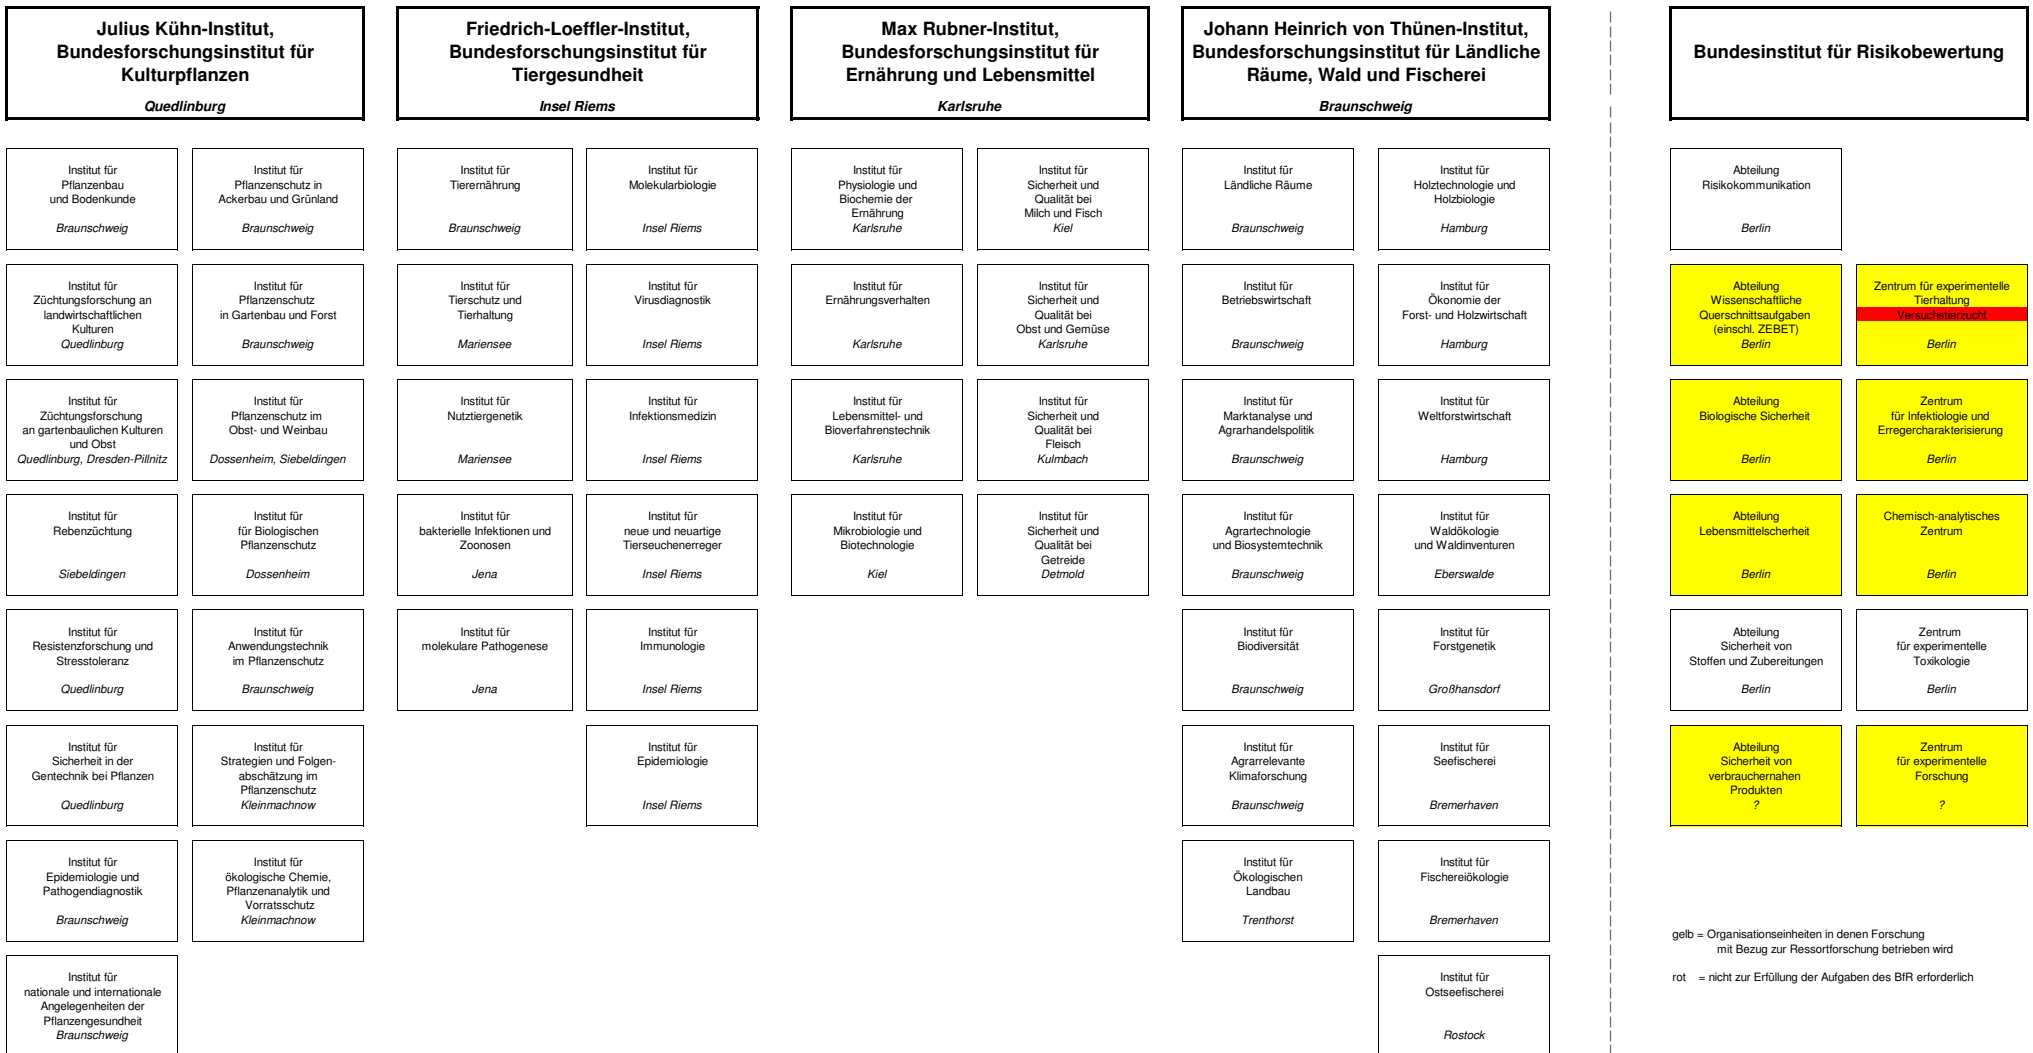 Julius Kühn-Institut,
Bundesforschungsinstitut für
Kulturpflanzen
Quedlinburg
Institut für
Pflanzenbau
und Bodenkunde
Braunschweig
Institut für
Pflanzenschutz in
Ackerbau und Grünland
Braunschweig
Institut für
Züchtungsforschung an
landwirtschaftlichen
Kulturen
Quedlinburg
Institut für
Pflanzenschutz
in Gartenbau und Forst
Braunschweig
Institut für
Züchtungsforschung
an gartenbaulichen Kulturen
und Obst
Quedlinburg, Dresden-Pillnitz
Institut für
Pflanzenschutz im
Obst- und Weinbau
Dossenheim, Siebeldingen
Institut für
Rebenzüchtung
Siebeldingen
Institut für
für Biologischen
Pflanzenschutz
Dossenheim
Institut für
Resistenzforschung und
Stresstoleranz
Quedlinburg
Institut für
Anwendungstechnik
im Pflanzenschutz
Braunschweig
Institut für
Sicherheit in der
Gentechnik bei Pflanzen
Quedlinburg
Institut für
Strategien und Folgen-
abschätzung im
Pflanzenschutz
Kleinmachnow
Institut für
Epidemiologie und
Pathogendiagnostik
Braunschweig
Institut für
ökologische Chemie,
Pflanzenanalytik und
Vorratsschutz
Kleinmachnow
Institut für
nationale und internationale
Angelegenheiten der
Pflanzengesundheit
Braunschweig
Friedrich-Loeffler-Institut,
Bundesforschungsinstitut für
Tiergesundheit
Insel Riems
Institut für
Tierernährung
Braunschweig
Institut für
Molekularbiologie
Insel Riems
Institut für
Tierschutz und
Tierhaltung
Mariensee
Institut für
Virusdiagnostik
Insel Riems
Institut für
Nutztiergenetik
Mariensee
Institut für
Infektionsmedizin
Insel Riems
Institut für
bakterielle Infektionen und
Zoonosen
Jena
Institut für
neue und neuartige
Tierseuchenerreger
Insel Riems
Institut für
molekulare Pathogenese
Jena
Institut für
Immunologie
Insel Riems
Institut für
Epidemiologie
Insel Riems
Max Rubner-Institut,
Bundesforschungsinstitut für
Ernährung und Lebensmittel
Karlsruhe
Institut für
Physiologie und
Biochemie der
Ernährung
Karlsruhe
Institut für
Sicherheit und
Qualität bei
Milch und Fisch
Kiel
Institut für
Ernährungsverhalten
Karlsruhe
Institut für
Sicherheit und
Qualität bei
Obst und Gemüse
Karlsruhe
Institut für
Lebensmittel- und
Bioverfahrenstechnik
Karlsruhe
Institut für
Sicherheit und
Qualität bei
Fleisch
Kulmbach
Institut für
Mikrobiologie und
Biotechnologie
Kiel
Institut für
Sicherheit und
Qualität bei
Getreide
Detmold
Johann Heinrich von Thünen-Institut,
Bundesforschungsinstitut für Ländliche
Räume, Wald und Fischerei
Braunschweig
Institut für
Ländliche Räume
Braunschweig
Institut für
Holztechnologie und
Holzbiologie
Hamburg
Institut für
Betriebswirtschaft
Braunschweig
Institut für
Ökonomie der
Forst- und Holzwirtschaft
Hamburg
Institut für
Marktanalyse und
Agrarhandelspolitik
Braunschweig
Institut für
Weltforstwirtschaft
Hamburg
Institut für
Agrartechnologie
und Biosystemtechnik
Braunschweig
Institut für
Waldökologie
und Waldinventuren
Eberswalde
Institut für
Biodiversität
Braunschweig
Institut für
Forstgenetik
Großhansdorf
Institut für
Agrarrelevante
Klimaforschung
Braunschweig
Institut für
Seefischerei
Bremerhaven
Institut für
Ökologischen
Landbau
Trenthorst
Institut für
Fischereiökologie
Bremerhaven
Institut für
Ostseefischerei
Rostock
Bundesinstitut für Risikobewertung
Abteilung
Risikokommunikation
Berlin
Abteilung
Wissenschaftliche
Querschnittsaufgaben
(einschl. ZEBET)
Berlin
Zentrum für experimentelle
Tierhaltung
Versuchstierzucht
Berlin
Abteilung
Biologische Sicherheit
Berlin
Zentrum
für Infektiologie und
Erregercharakterisierung
Berlin
Abteilung
Lebensmittelsicherheit
Berlin
Chemisch-analytisches
Zentrum
Berlin
Abteilung
Sicherheit von
Stoffen und Zubereitungen
Berlin
Zentrum
für experimentelle
Toxikologie
Berlin
Abteilung
Sicherheit von
verbrauchernahen
Produkten
?
Zentrum
für experimentelle
Forschung
?
gelb = Organisationseinheiten in denen Forschung
mit Bezug zur Ressortforschung betrieben wird
rot = nicht zur Erfüllung der Aufgaben des BfR erforderlich